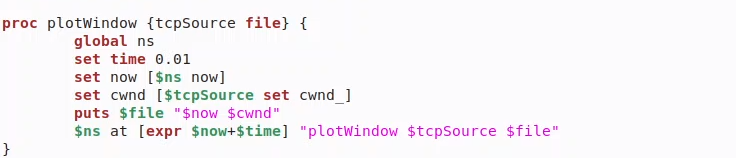 proc plotWindow {tcpSource file} {
        global ns
        set time 0.01
        set now [$ns now]
        set cwnd [$tcpSource set cwnd_]
        puts $file "$now $cwnd"
        $ns at [expr $now+$time] "plotWindow $tcpSource $file"
}